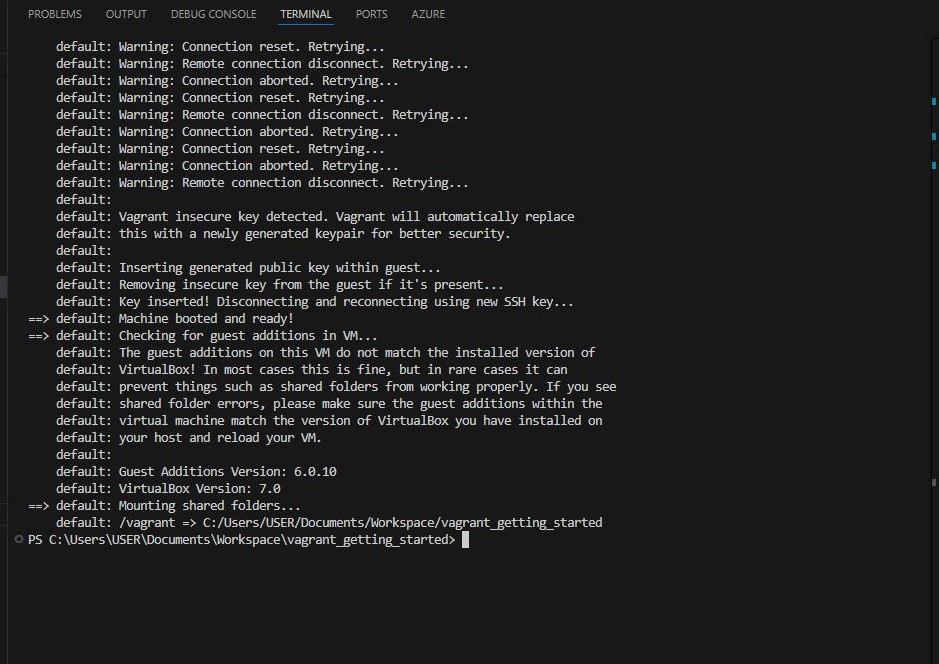 PROBLEMS OUTPUT DEBUG CONSOLE TERMINAL PORTS AZURE
default: Warning: Connection reset. Retrying...
default: Warning: Remote connection disconnect. Retrying...
default: Warning: Connection aborted. Retrying...
default: Warning: Connection reset. Retrying...
default: Warning: Remote connection disconnect. Retrying...
default: Warning: Connection aborted. Retrying...
default: Warning: Connection reset. Retrying...
default: Warning: Connection aborted. Retrying...
default: Warning: Remote connection disconnect. Retrying...
default:
default: Vagrant insecure key detected. Vagrant will automatically replace
default: this with a newly generated keypair for better security.
default:
default: Inserting generated public key within guest...
default: Removing insecure key from the guest if it's present...
default: Key inserted! Disconnecting and reconnecting using new SSH key...
==> default: Machine booted and ready!
==> default: Checking for guest additions in VM...
default: The guest additions on this VM do not match the installed version of
default: VirtualBox! In most cases this is fine, but in rare cases it can
default: prevent things such as shared folders from working properly. If you see
default: shared folder errors, please make sure the guest additions within the
default: virtual machine match the version of VirtualBox you have installed on
default: your host and reload your VM.
default:
default: Guest Additions Version: 6.0.10
default: VirtualBox Version: 7.0
==> default: Mounting shared folders...
default: /vagrant => C:/Users/USER/Documents/Workspace/vagrant_getting_started
PS C:\Users\USER\Documents\Workspace\vagrant_getting_started>